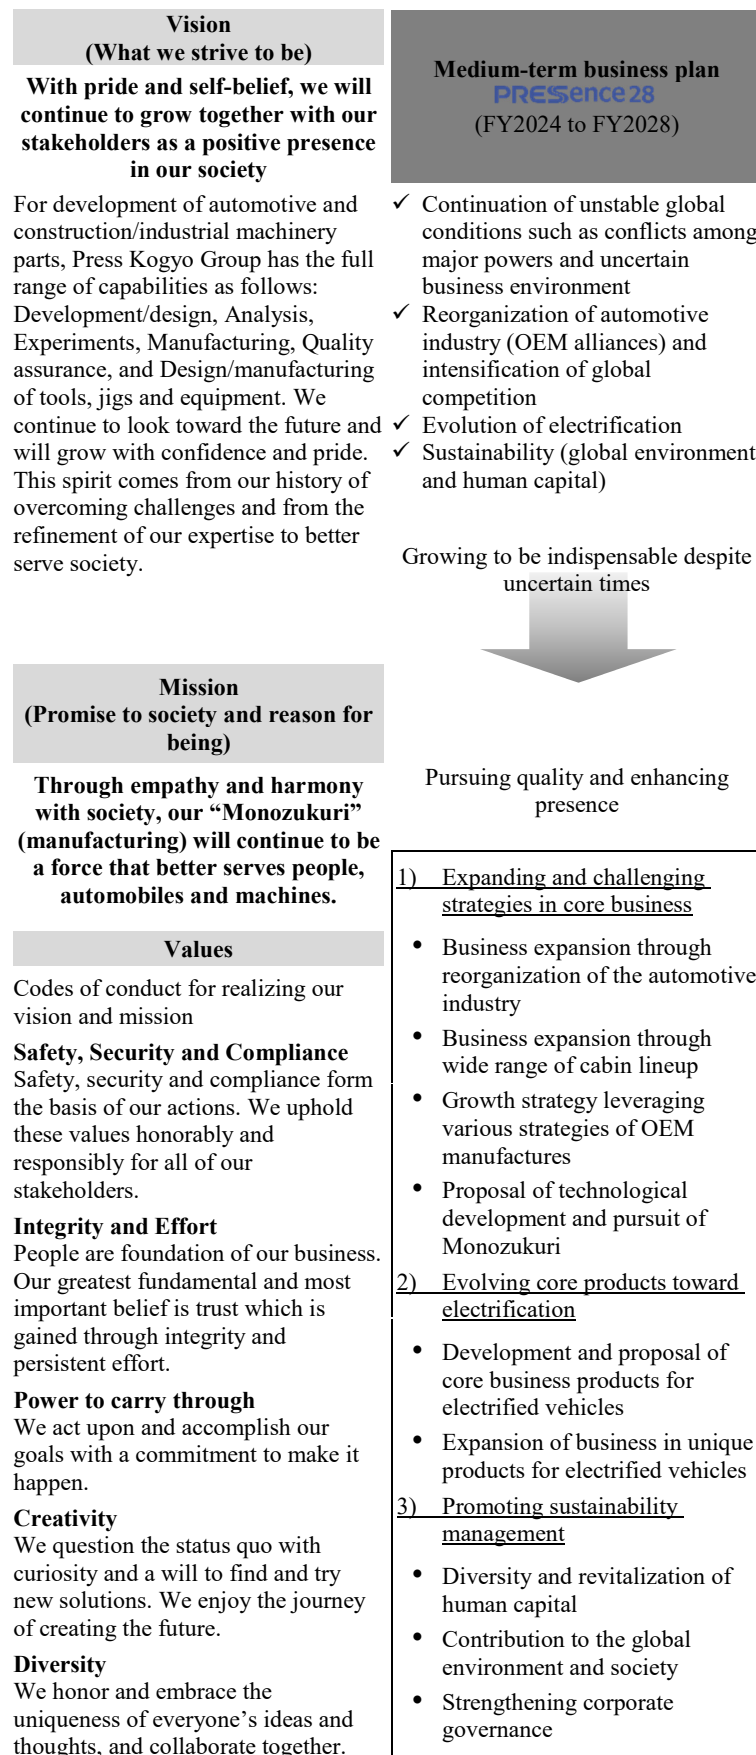 Vision
(What we strive to be)
With pride and self-belief, we will
continue to grow together with our
stakeholders as a positive presence
in our society
For development of automotive and
construction/industrial machinery
parts, Press Kogyo Group has the full
range of capabilities as follows:
Development/design, Analysis,
Experiments, Manufacturing, Quality
assurance, and Design/manufacturing
of tools, jigs and equipment. We
continue to look toward the future and
will grow with confidence and pride.
This spirit comes from our history of
overcoming challenges and from the
refinement of our expertise to better
serve society.
Mission
(Promise to society and reason for
being)
Through empathy and harmony
with society, our “Monozukuri”
(manufacturing) will continue to be
a force that better serves people,
automobiles and machines.
Values
Codes of conduct for realizing our
vision and mission
Safety, Security and Compliance
Safety, security and compliance form
the basis of our actions. We uphold
these values honorably and
responsibly for all of our
stakeholders.
Integrity and Effort
People are foundation of our business.
Our greatest fundamental and most
important belief is trust which is
gained through integrity and
persistent effort.
Power to carry through
We act upon and accomplish our
goals with a commitment to make it
happen.
Creativity
We question the status quo with
curiosity and a will to find and try
new solutions. We enjoy the journey
of creating the future.
Diversity
We honor and embrace the
uniqueness of everyone’s ideas and
thoughts, and collaborate together.
Medium-term business plan
PRESSence 28
(FY2024 to FY2028)
✓ Continuation of unstable global
conditions such as conflicts among
major powers and uncertain
business environment
✓ Reorganization of automotive
industry (OEM alliances) and
intensification of global
competition
✓ Evolution of electrification
✓ Sustainability (global environment
and human capital)
Growing to be indispensable despite
uncertain times
Pursuing quality and enhancing
presence
1) Expanding and challenging
strategies in core business
• Business expansion through
reorganization of the automotive
industry
• Business expansion through
wide range of cabin lineup
• Growth strategy leveraging
various strategies of OEM
manufactures
• Proposal of technological
development and pursuit of
Monozukuri
2) Evolving core products toward
electrification
• Development and proposal of
core business products for
electrified vehicles
• Expansion of business in unique
products for electrified vehicles
3) Promoting sustainability
management
• Diversity and revitalization of
human capital
• Contribution to the global
environment and society
• Strengthening corporate
governance